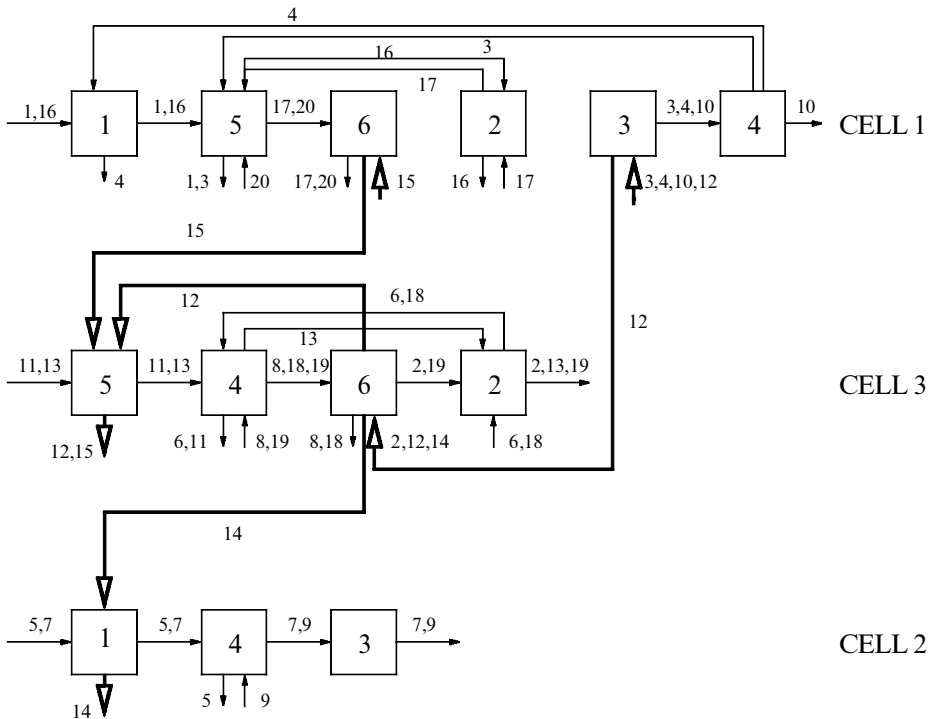 4
16 3
17
1,16 1,16 17,20 3,4,10 10
1 5 6 2 3 4 CELL 1
4 1,3 20 17,20 15 16 17 3,4,10,12
15
12 6,18 12
13
11,13 11,13 8,18,19 2,19 2,13,19
5 4 6 2 CELL 3
12,15 6,11 8,19 8,18 2,12,14 6,18
14
5,7 5,7 7,9 7,9
1 4 3 CELL 2
14 5 9